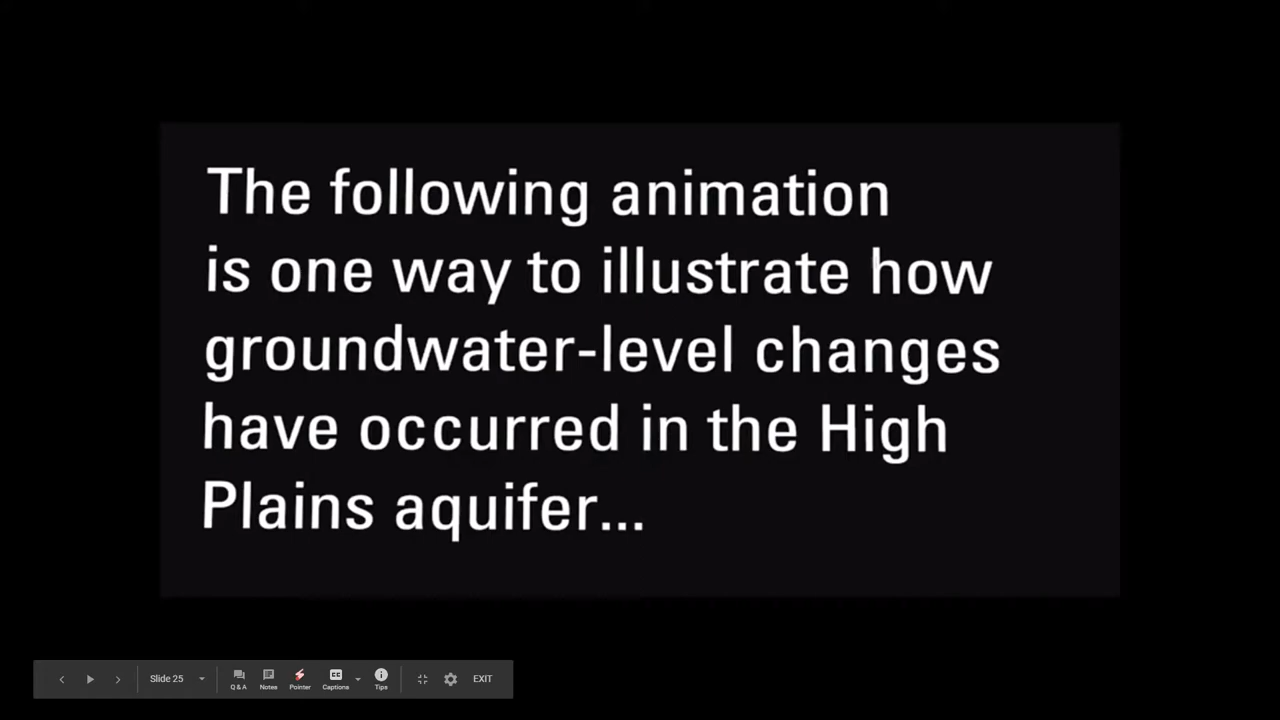 The following animation
is one way to illustrate how
groundwater-level changes
have occurred in the High
Plains aquifer...
Slide 25
Q & A Notes Pointer Captions Tips EXIT